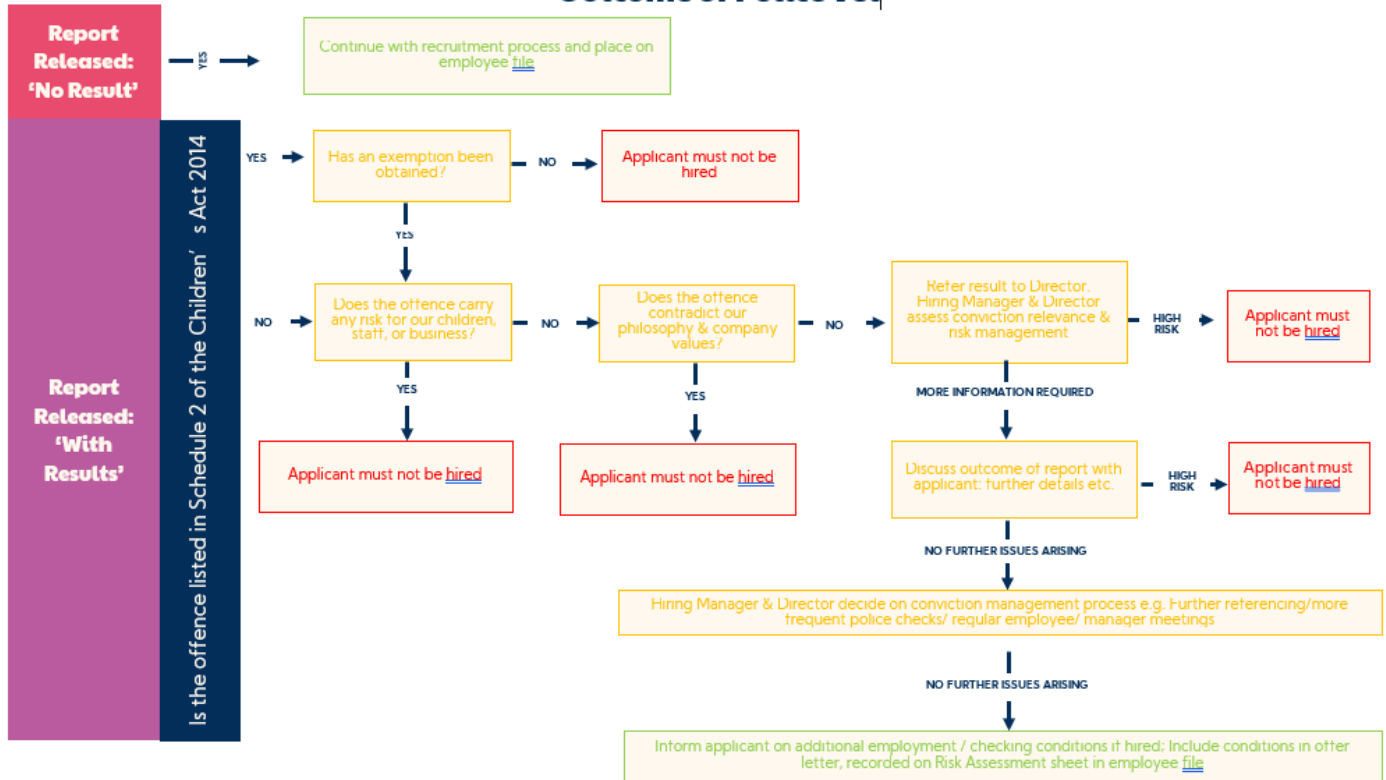 Report
Released:
‘No Result’
YES
Continue with recruitment process and place on
employee file
Report
Released:
‘With
Results’
Is the offence listed in Schedule 2 of the Children’ s Act 2014
YES
Has an exemption been
obtained?
NO
Applicant must not be
hired
YES
NO
Does the offence carry
any risk for our children,
staff, or business?
NO
Does the offence
contradict our
philosophy & company
values?
NO
Refer result to Director.
Hiring Manager & Director
assess conviction relevance &
risk management
HIGH
RISK
Applicant must
not be hired
YES
Applicant must not be hired
YES
Applicant must not be hired
MORE INFORMATION REQUIRED
Discuss outcome of report with
applicant: further details etc.
HIGH
RISK
Applicant must
not be hired
NO FURTHER ISSUES ARISING
Hiring Manager & Director decide on conviction management process e.g. Further referencing/more
frequent police checks/ regular employee/ manager meetings
NO FURTHER ISSUES ARISING
Inform applicant on additional employment / checking conditions if hired; Include conditions in offer
letter, recorded on Risk Assessment sheet in employee file